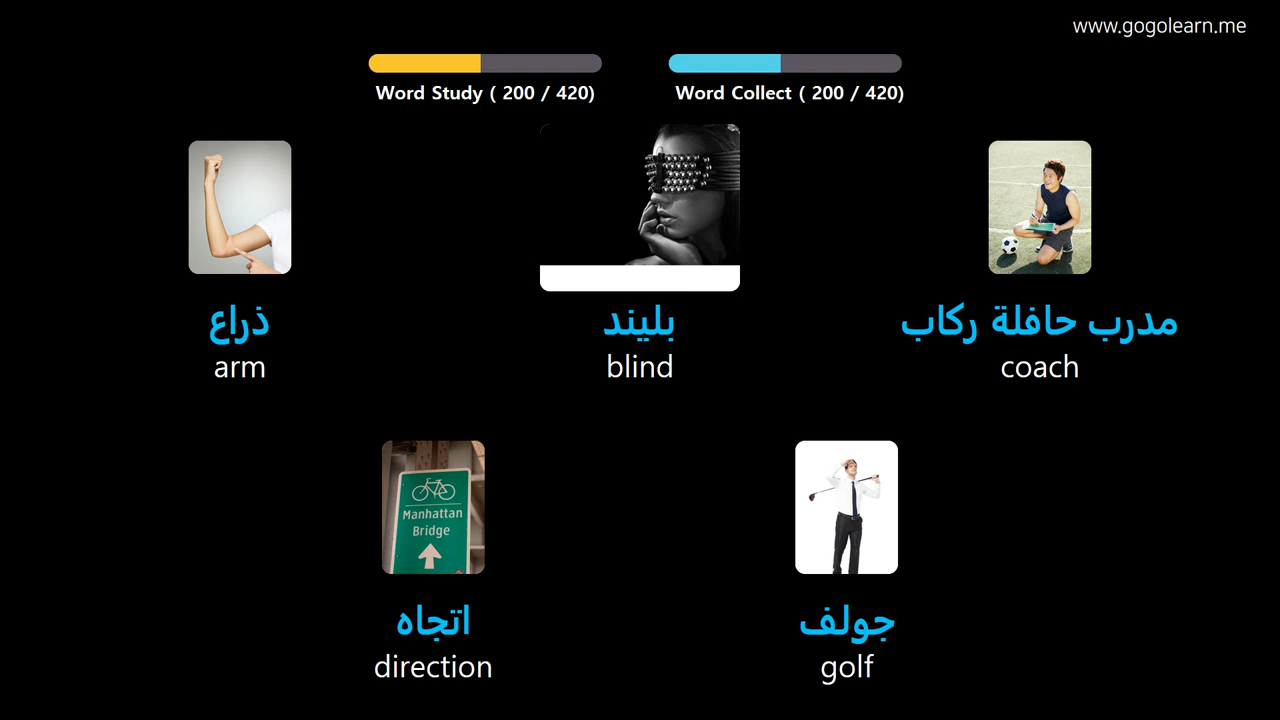 www.gogolearn.me
Word Study ( 200 / 420)
Word Collect ( 200 / 420)
ذراع
arm
بليند
blind
مدرب حافلة ركاب
coach
Manhattan
Bridge
اتجاه
direction
جولف
golf